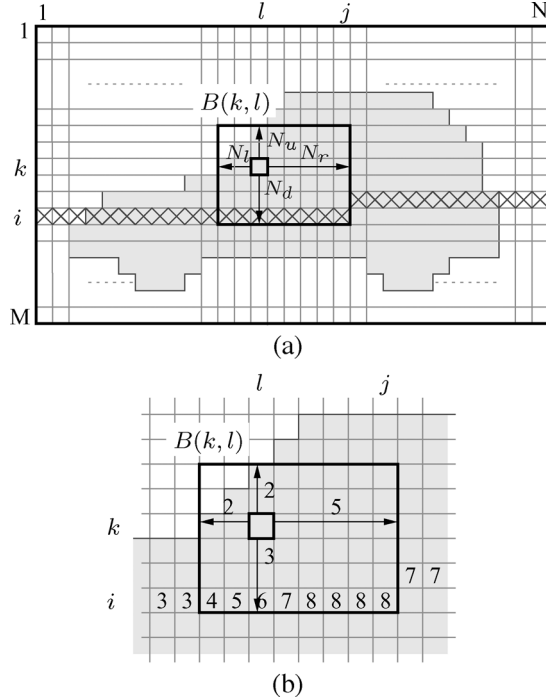 1 l j N
1
B(k, l)
N_u
N_l N_r
k
N_d
i
M
(a)
l j
B(k, l)
2
2 5
k
3
7 7
i 3 3 4 5 6 7 8 8 8 8
(b)